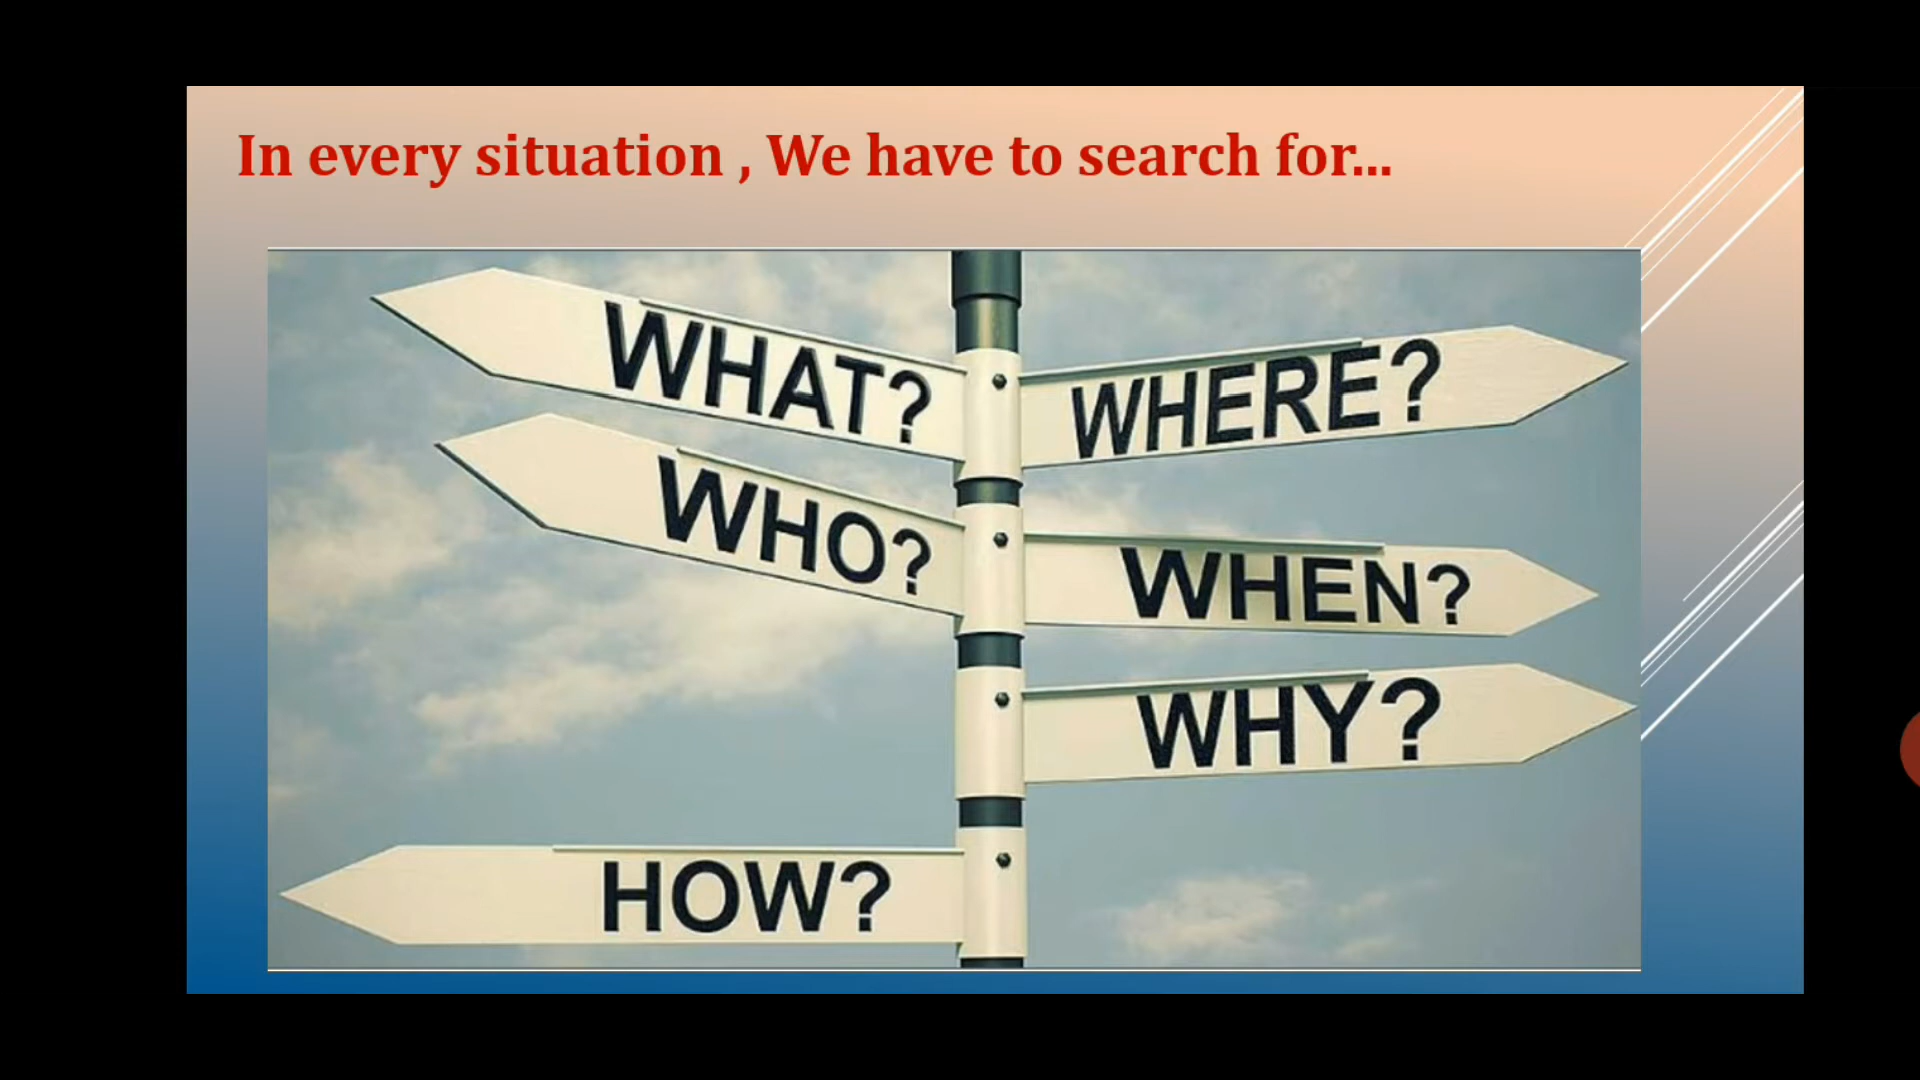 In every situation , We have to search for...
WHAT?
WHERE?
WHO?
WHEN?
WHY?
HOW?